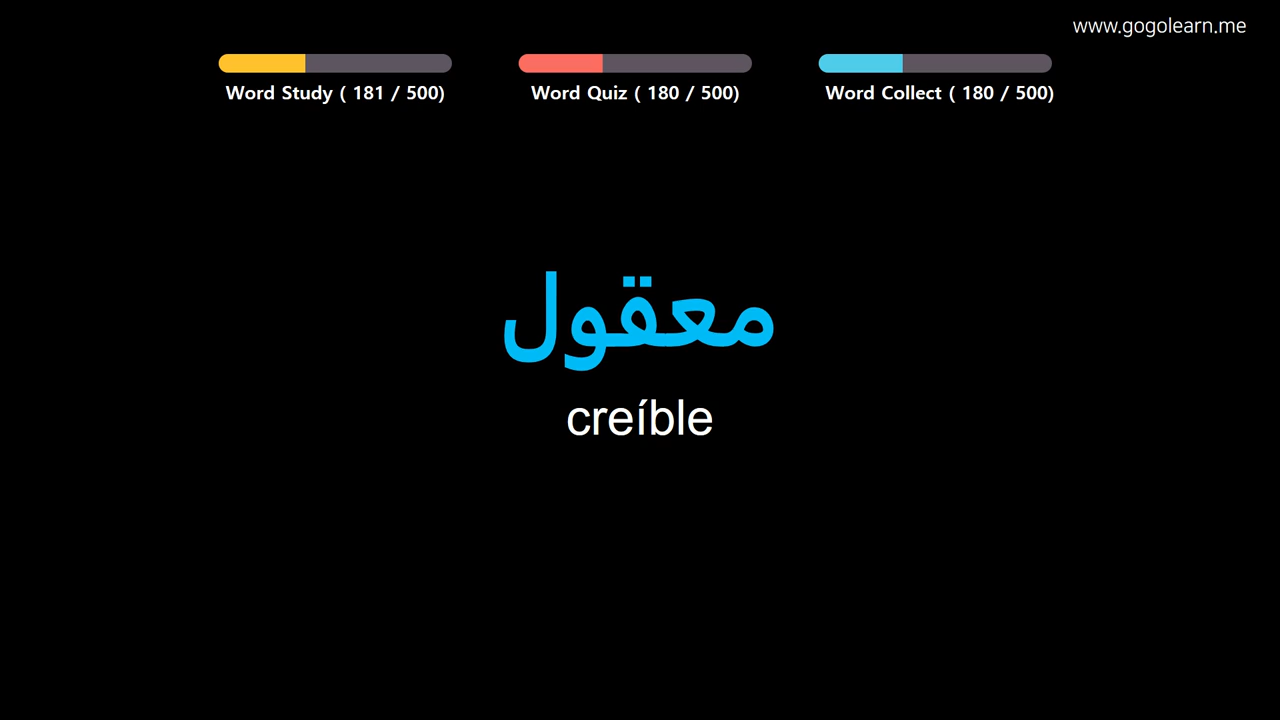 www.gogolearn.me
Word Study ( 181 / 500)
Word Quiz ( 180 / 500)
Word Collect ( 180 / 500)
معقول
creíble